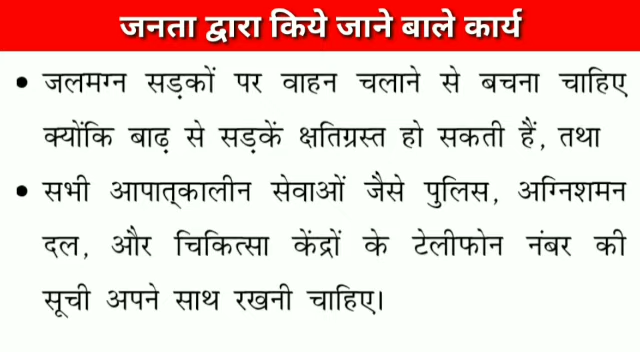 जनता द्वारा किये जाने बाले कार्य
• जलमग्न सड़कों पर वाहन चलाने से बचना चाहिए
क्योंकि बाढ़ से सड़कें क्षतिग्रस्त हो सकती हैं, तथा
• सभी आपात्कालीन सेवाओं जैसे पुलिस, अग्निशमन
दल, और चिकित्सा केंद्रों के टेलीफोन नंबर की
सूची अपने साथ रखनी चाहिए।